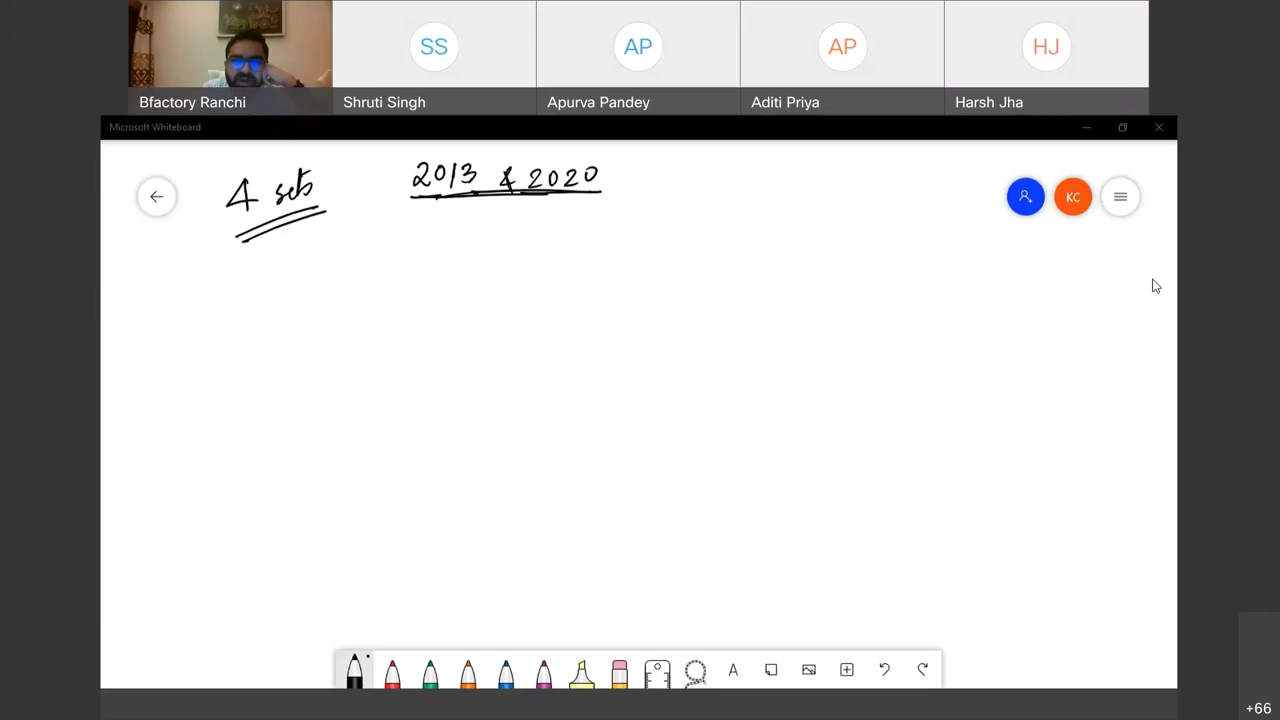 SS
AP
AP
HJ
Bfactory Ranchi
Shruti Singh
Apurva Pandey
Aditi Priya
Harsh Jha
Microsoft Whiteboard
4 sets
2013 & 2020
KC
A
+66